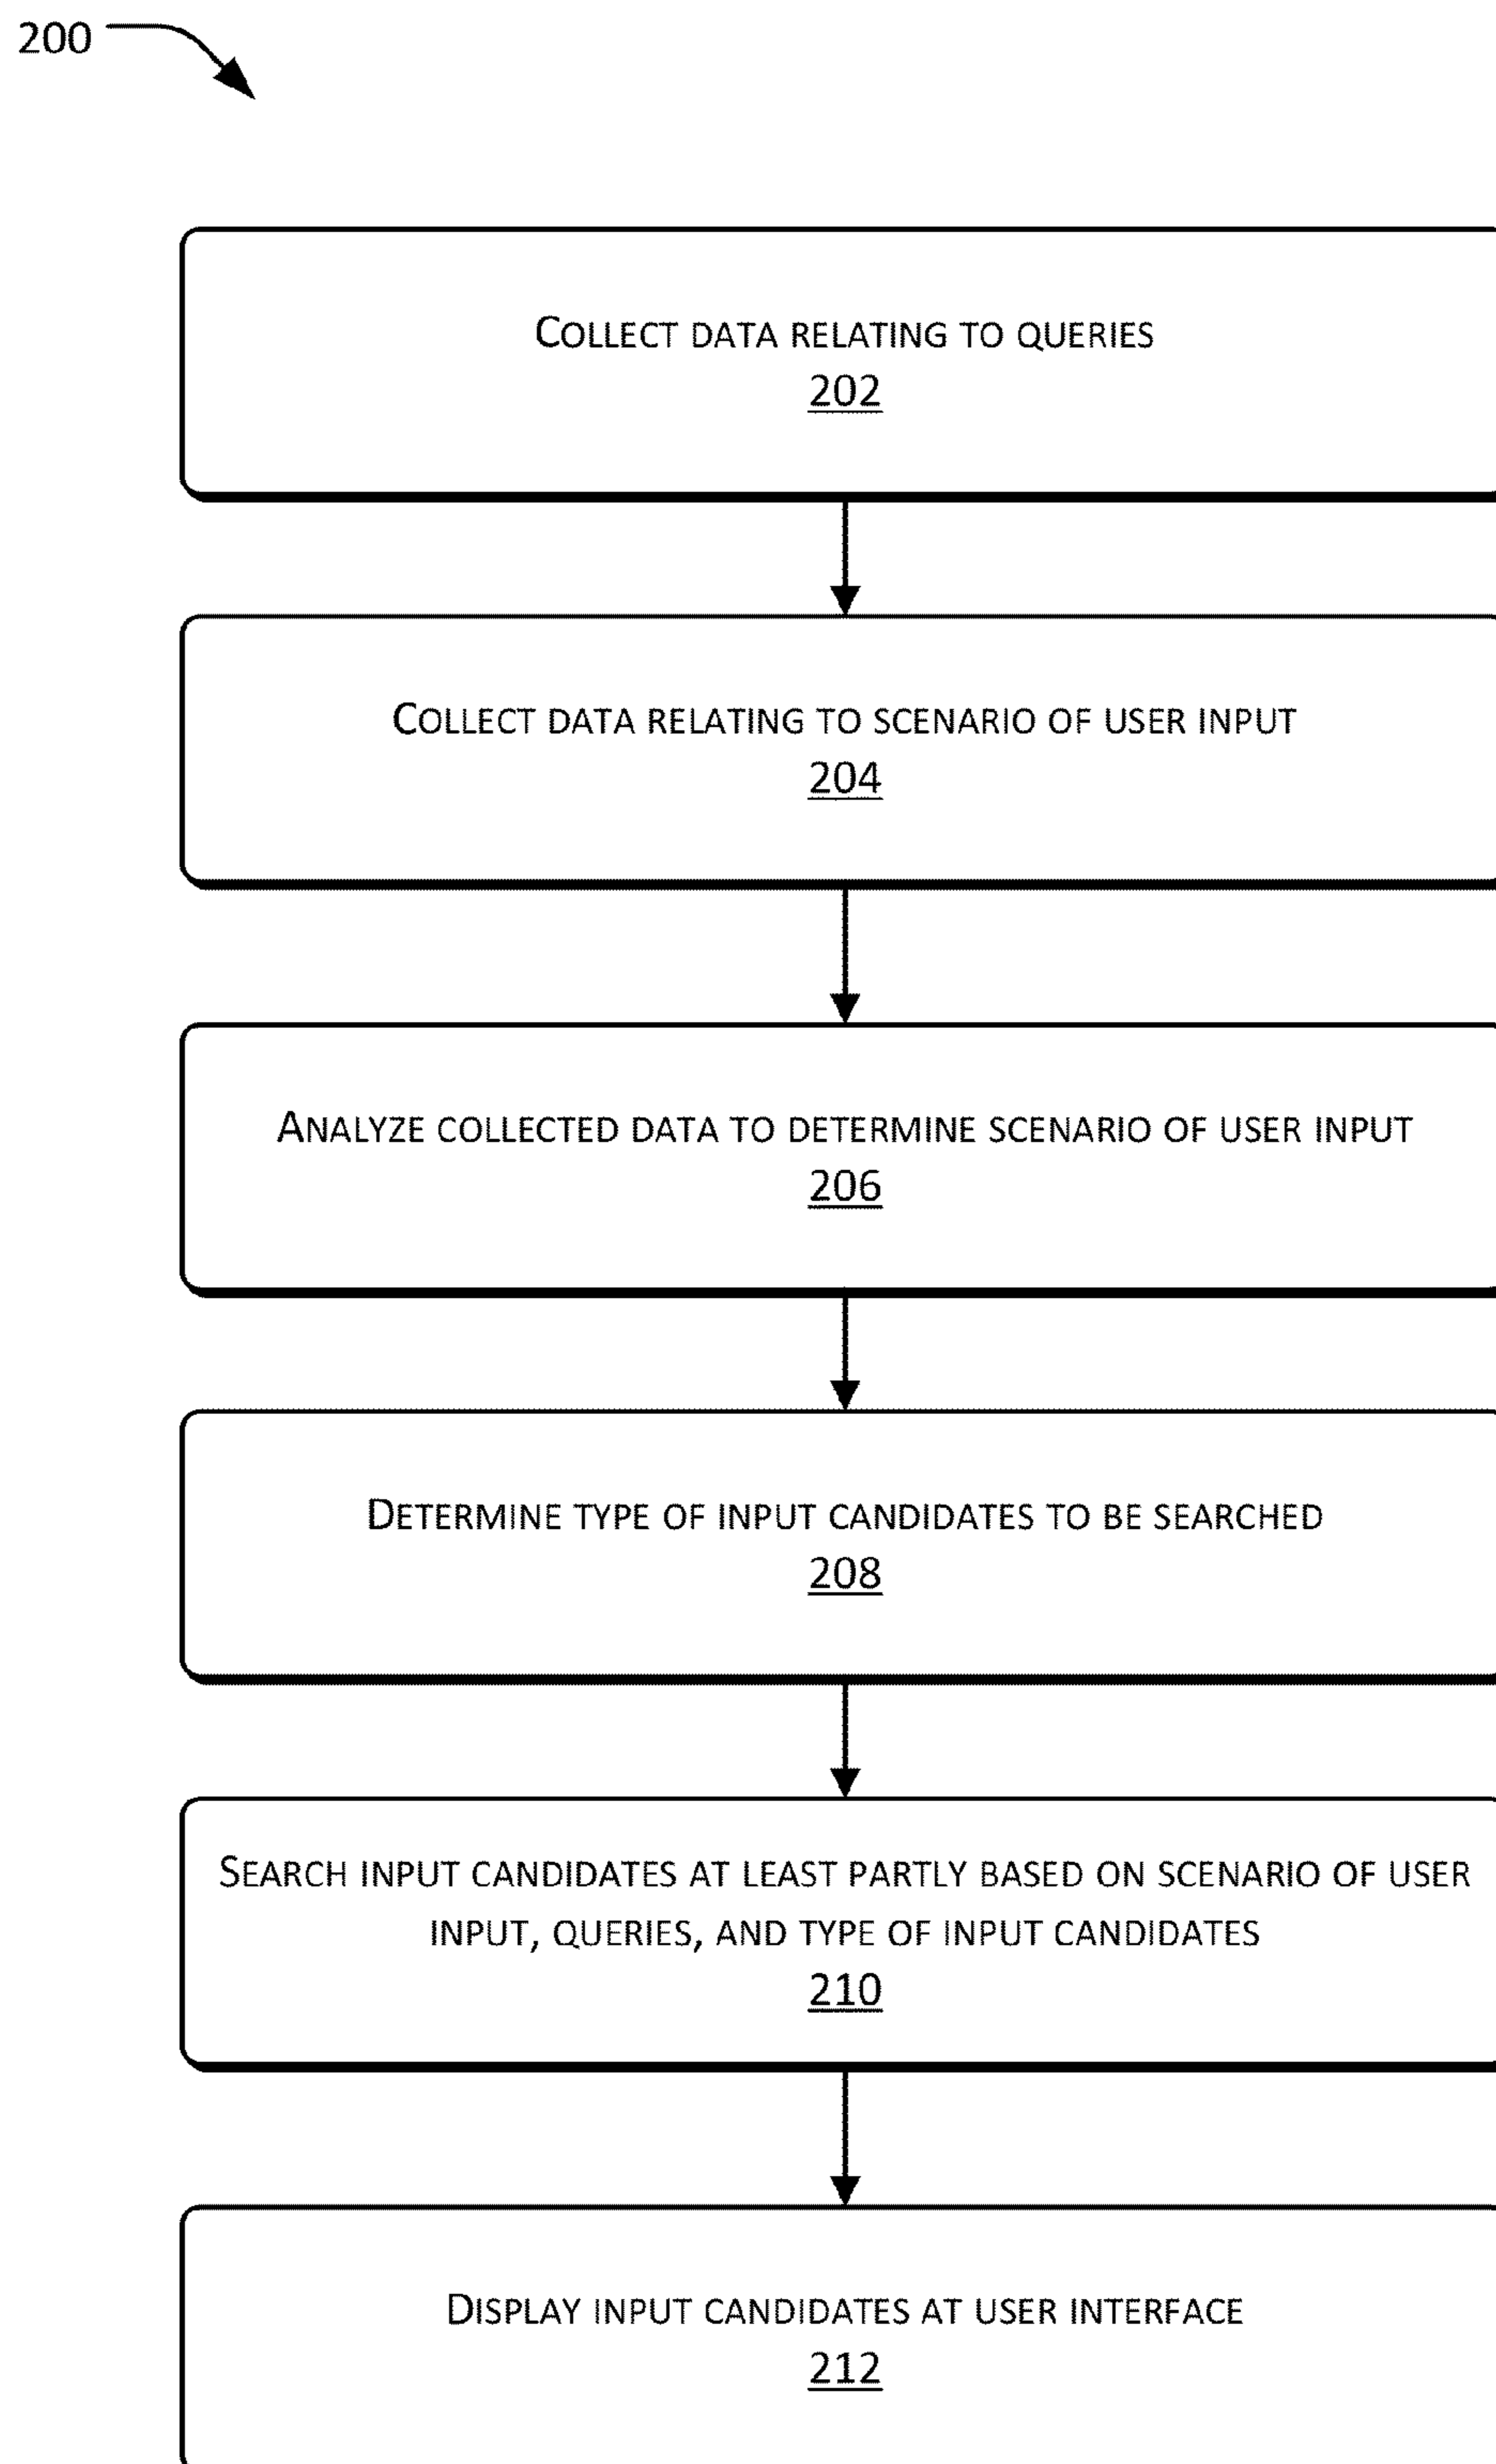 200
Collect data relating to queries
202
Collect data relating to scenario of user input
204
Analyze collected data to determine scenario of user input
206
Determine type of input candidates to be searched
208
Search input candidates at least partly based on scenario of user
input, queries, and type of input candidates
210
Display input candidates at user interface
212